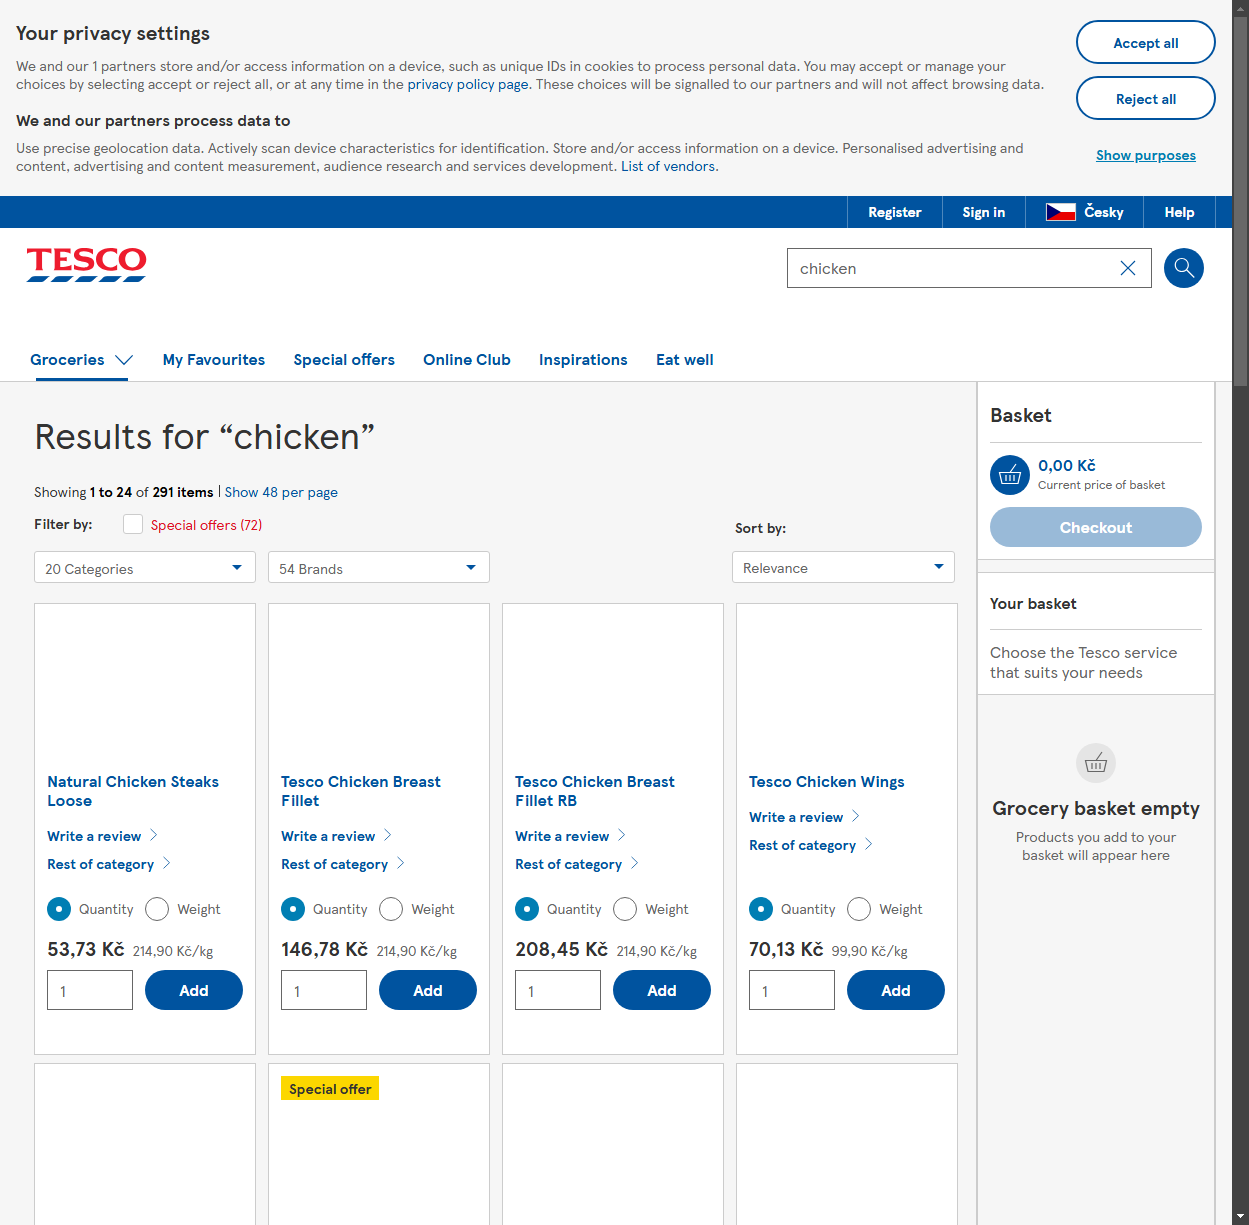 Your privacy settings
We and our 1 partners store and/or access information on a device, such as unique IDs in cookies to process personal data. You may accept or manage your
choices by selecting accept or reject all, or at any time in the privacy policy page. These choices will be signalled to our partners and will not affect browsing data.
We and our partners process data to
Use precise geolocation data. Actively scan device characteristics for identification. Store and/or access information on a device. Personalised advertising and
content, advertising and content measurement, audience research and services development. List of vendors.
Accept all
Reject all
Show purposes
Register
Sign in
Česky
Help
TESCO
chicken
Groceries
My Favourites
Special offers
Online Club
Inspirations
Eat well
Results for “chicken”
Showing 1 to 24 of 291 items | Show 48 per page
Filter by:
Special offers (72)
Sort by:
20 Categories
54 Brands
Relevance
Natural Chicken Steaks
Loose
Write a review
Rest of category
Quantity
Weight
53,73 Kč 214,90 Kč/kg
1
Add
Tesco Chicken Breast
Fillet
Write a review
Rest of category
Quantity
Weight
146,78 Kč 214,90 Kč/kg
1
Add
Tesco Chicken Breast
Fillet RB
Write a review
Rest of category
Quantity
Weight
208,45 Kč 214,90 Kč/kg
1
Add
Tesco Chicken Wings
Write a review
Rest of category
Quantity
Weight
70,13 Kč 99,90 Kč/kg
1
Add
Special offer
Basket
0,00 Kč
Current price of basket
Checkout
Your basket
Choose the Tesco service
that suits your needs
Grocery basket empty
Products you add to your
basket will appear here